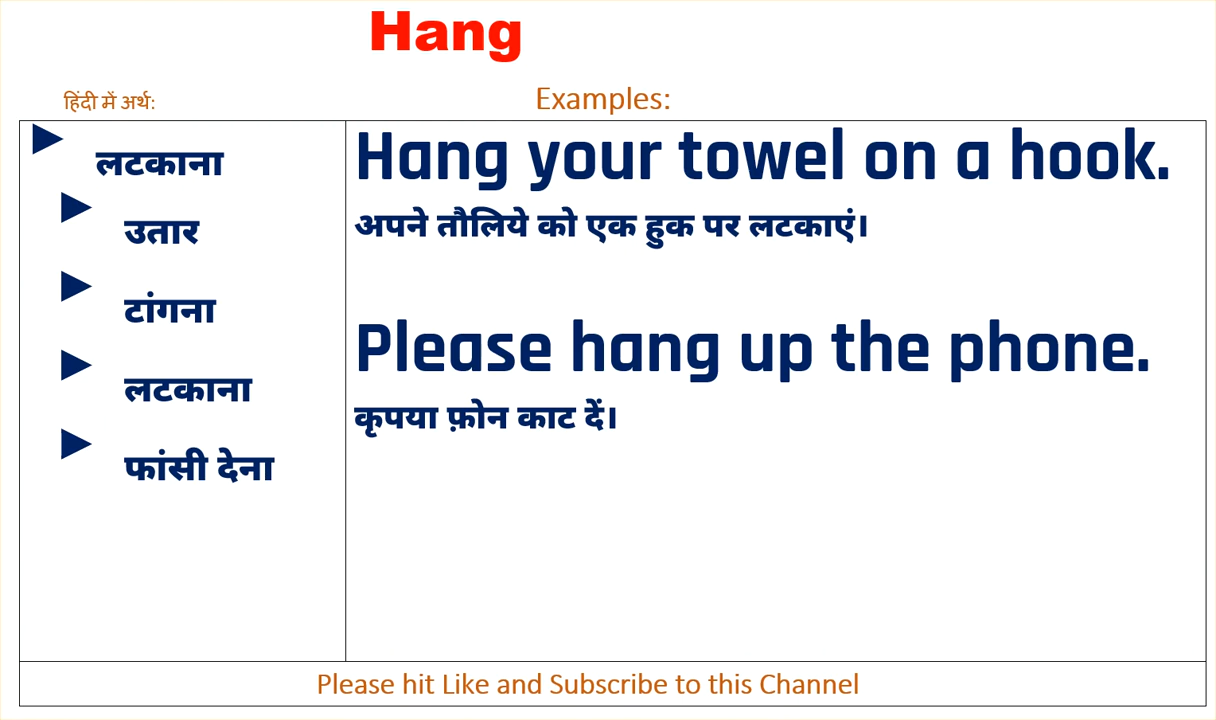 Hang
हिंदी में अर्थ:
Examples:
लटकाना
उतार
टांगना
लटकाना
फांसी देना
Hang your towel on a hook.
अपने तौलिये को एक हुक पर लटकाएं।
Please hang up the phone.
कृपया फ़ोन काट दें।
Please hit Like and Subscribe to this Channel